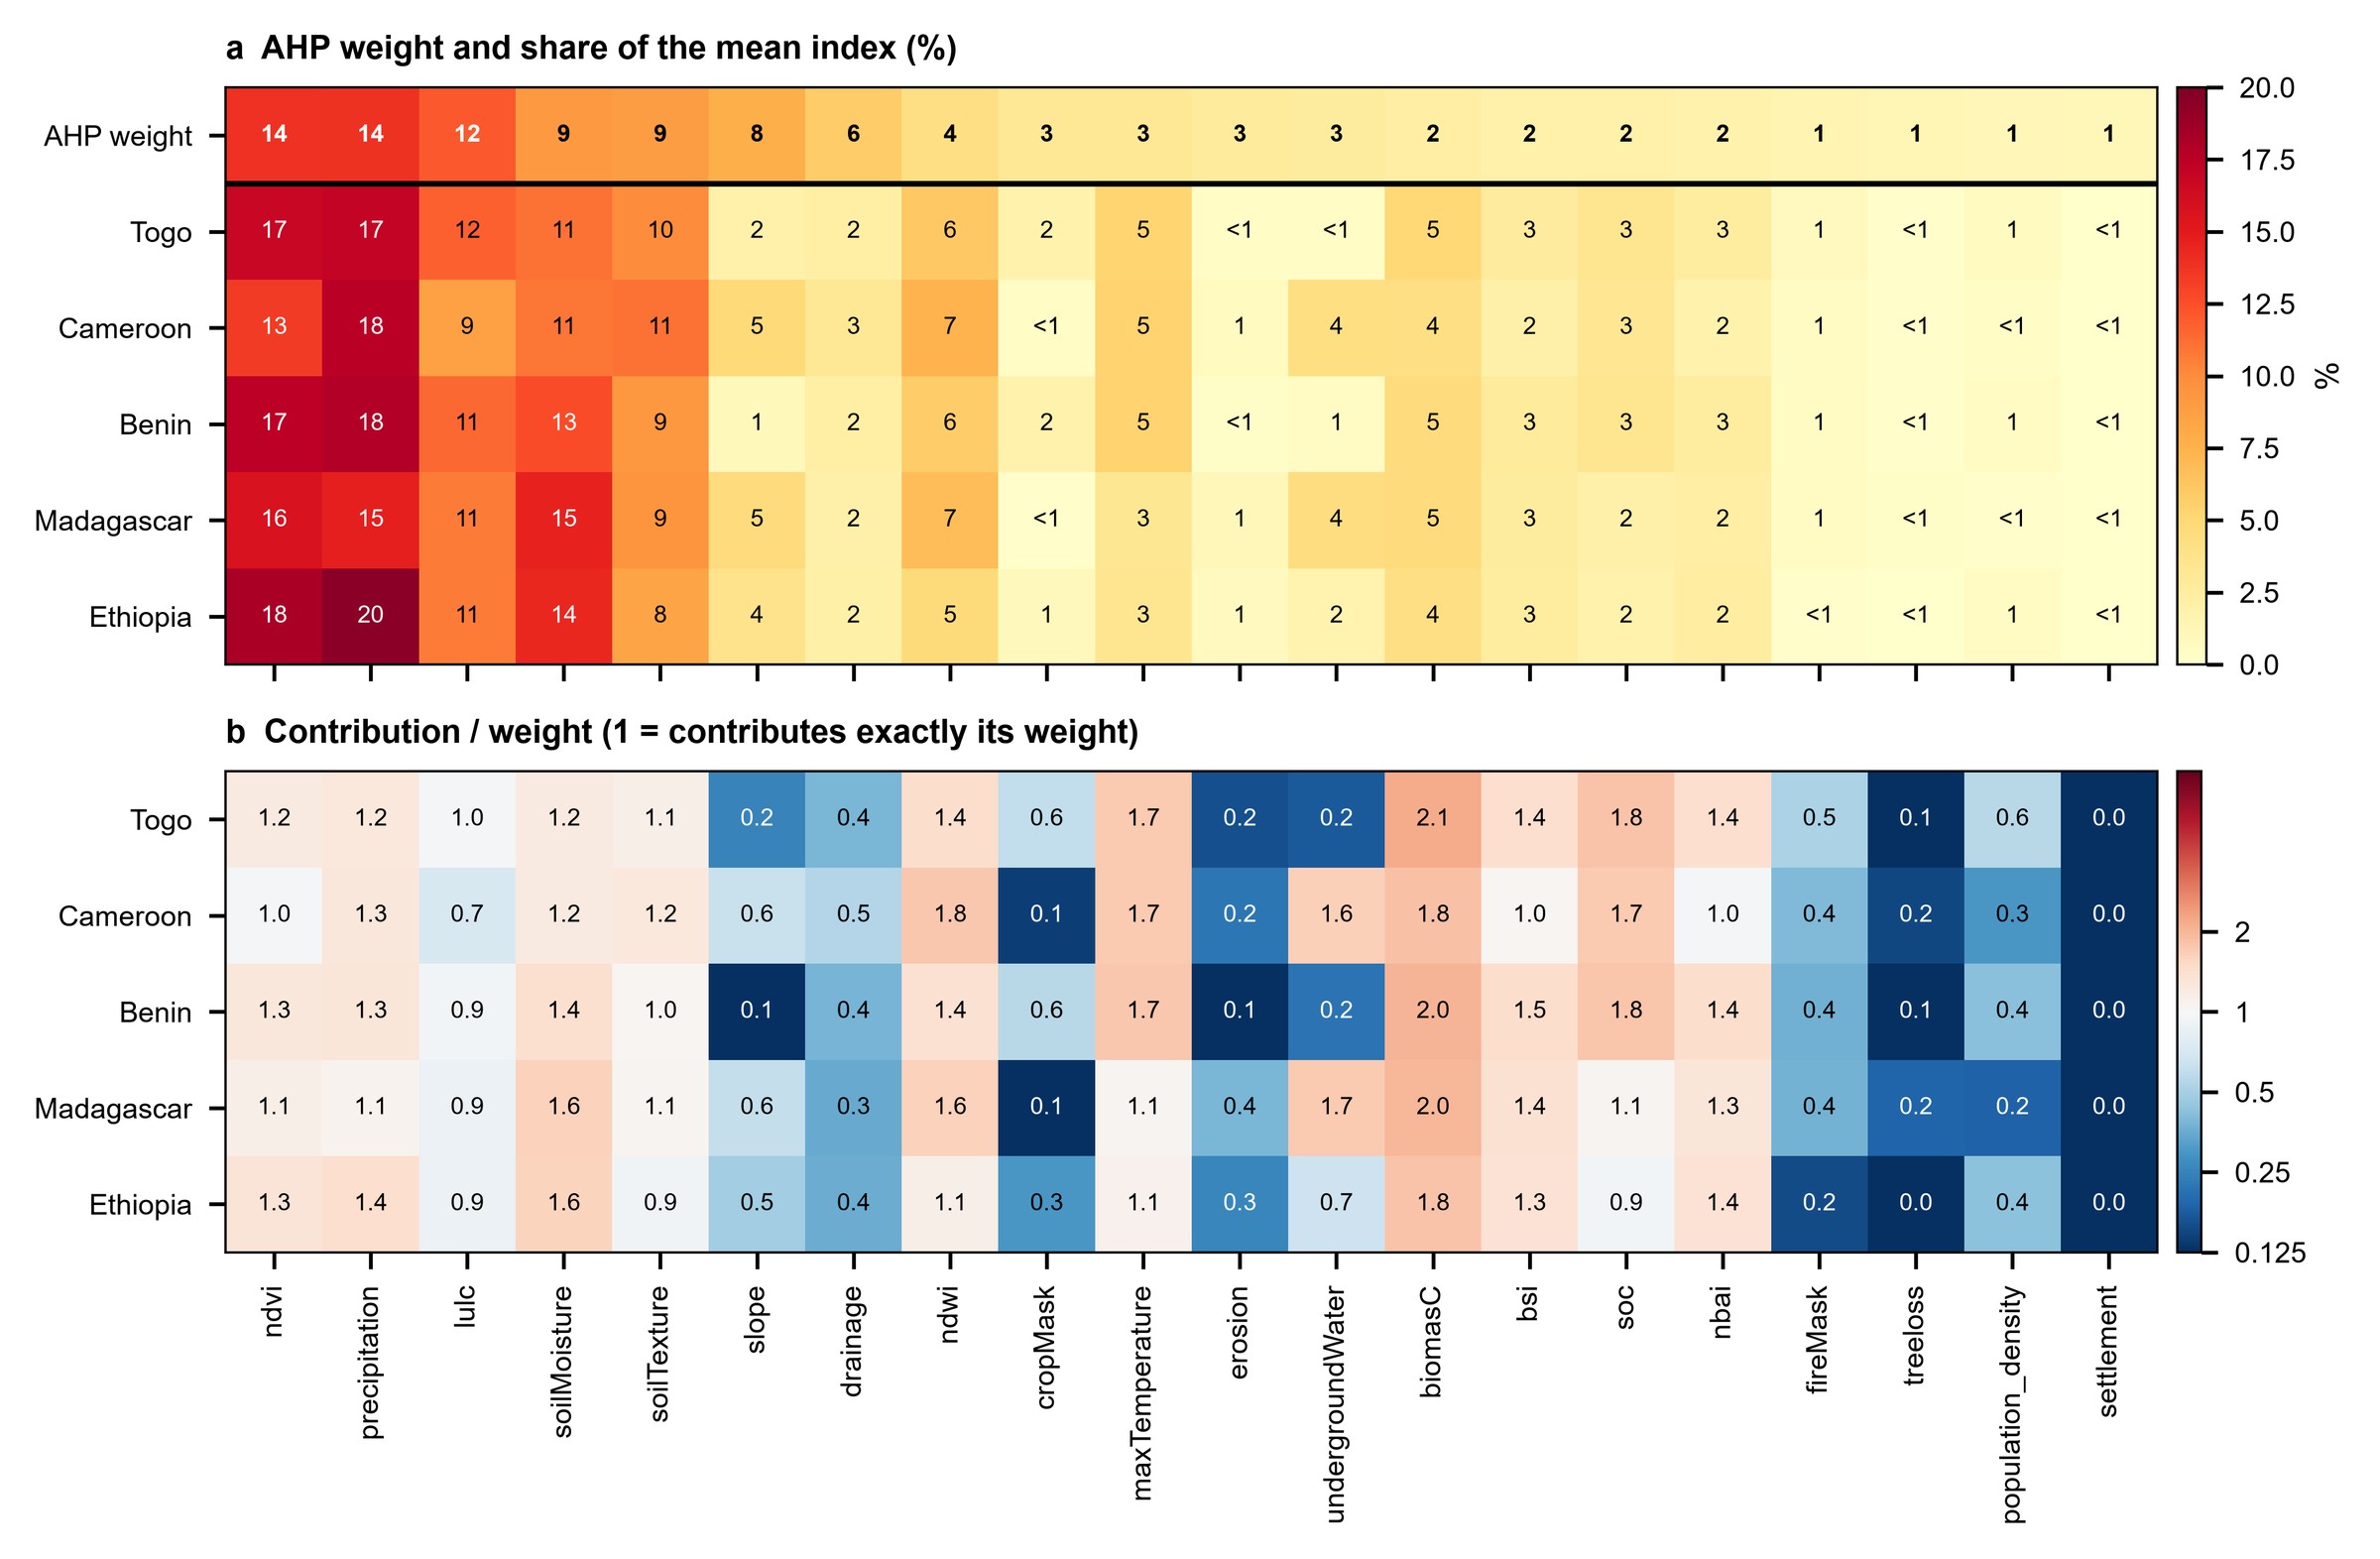 a AHP weight and share of the mean index (%)
AHP weight 14 14 12 9 9 8 6 4 3 3 3 3 2 2 2 2 1 1 1 1
Togo 17 17 12 11 10 2 2 6 2 5 <1 <1 5 3 3 3 1 <1 1 <1
Cameroon 13 18 9 11 11 5 3 7 <1 5 1 4 4 2 3 2 1 <1 <1 <1
Benin 17 18 11 13 9 1 2 6 2 5 <1 1 5 3 3 3 1 <1 1 <1
Madagascar 16 15 11 15 9 5 2 7 <1 3 1 4 5 3 2 2 1 <1 <1 <1
Ethiopia 18 20 11 14 8 4 2 5 1 3 1 2 4 3 2 2 <1 <1 1 <1
20.0
17.5
15.0
12.5
10.0
7.5
5.0
2.5
0.0
%
b Contribution / weight (1 = contributes exactly its weight)
Togo 1.2 1.2 1.0 1.2 1.1 0.2 0.4 1.4 0.6 1.7 0.2 0.2 2.1 1.4 1.8 1.4 0.5 0.1 0.6 0.0
Cameroon 1.0 1.3 0.7 1.2 1.2 0.6 0.5 1.8 0.1 1.7 0.2 1.6 1.8 1.0 1.7 1.0 0.4 0.2 0.3 0.0
Benin 1.3 1.3 0.9 1.4 1.0 0.1 0.4 1.4 0.6 1.7 0.1 0.2 2.0 1.5 1.8 1.4 0.4 0.1 0.4 0.0
Madagascar 1.1 1.1 0.9 1.6 1.1 0.6 0.3 1.6 0.1 1.1 0.4 1.7 2.0 1.4 1.1 1.3 0.4 0.2 0.2 0.0
Ethiopia 1.3 1.4 0.9 1.6 0.9 0.5 0.4 1.1 0.3 1.1 0.3 0.7 1.8 1.3 0.9 1.4 0.2 0.0 0.4 0.0
2
1
0.5
0.25
0.125
ndvi
precipitation
lulc
soilMoisture
soilTexture
slope
drainage
ndwi
cropMask
maxTemperature
erosion
undergroundWater
biomasC
bsi
soc
nbai
fireMask
treeloss
population_density
settlement